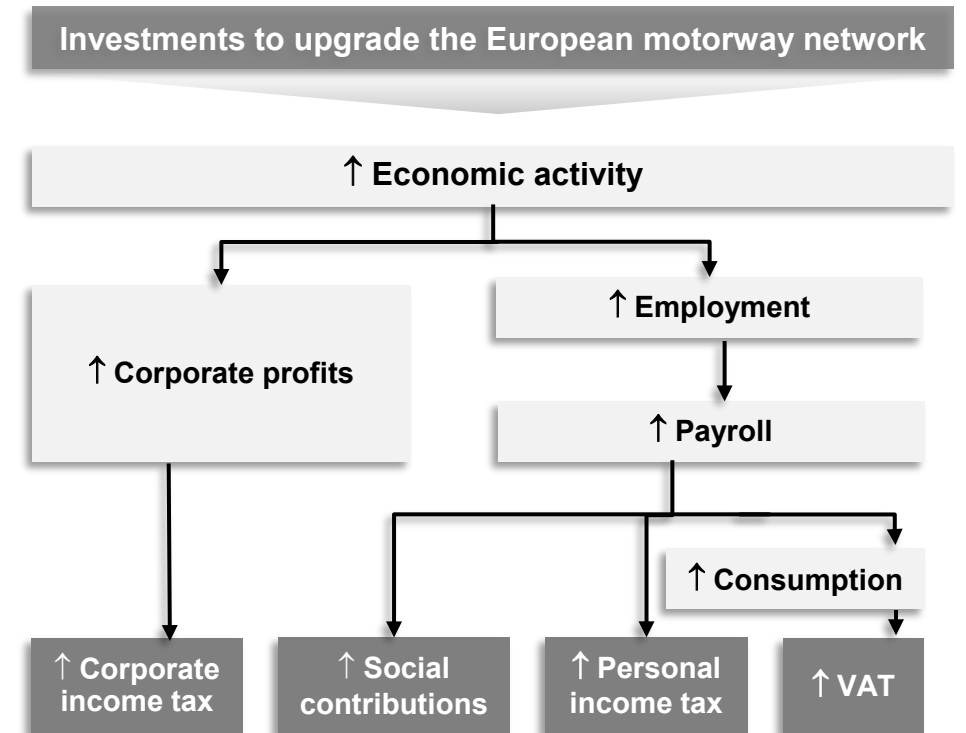 Investments to upgrade the European motorway network
↑ Economic activity
↑ Corporate profits
↑ Employment
↑ Payroll
↑ Consumption
↑ Corporate
income tax
↑ Social
contributions
↑ Personal
income tax
↑ VAT